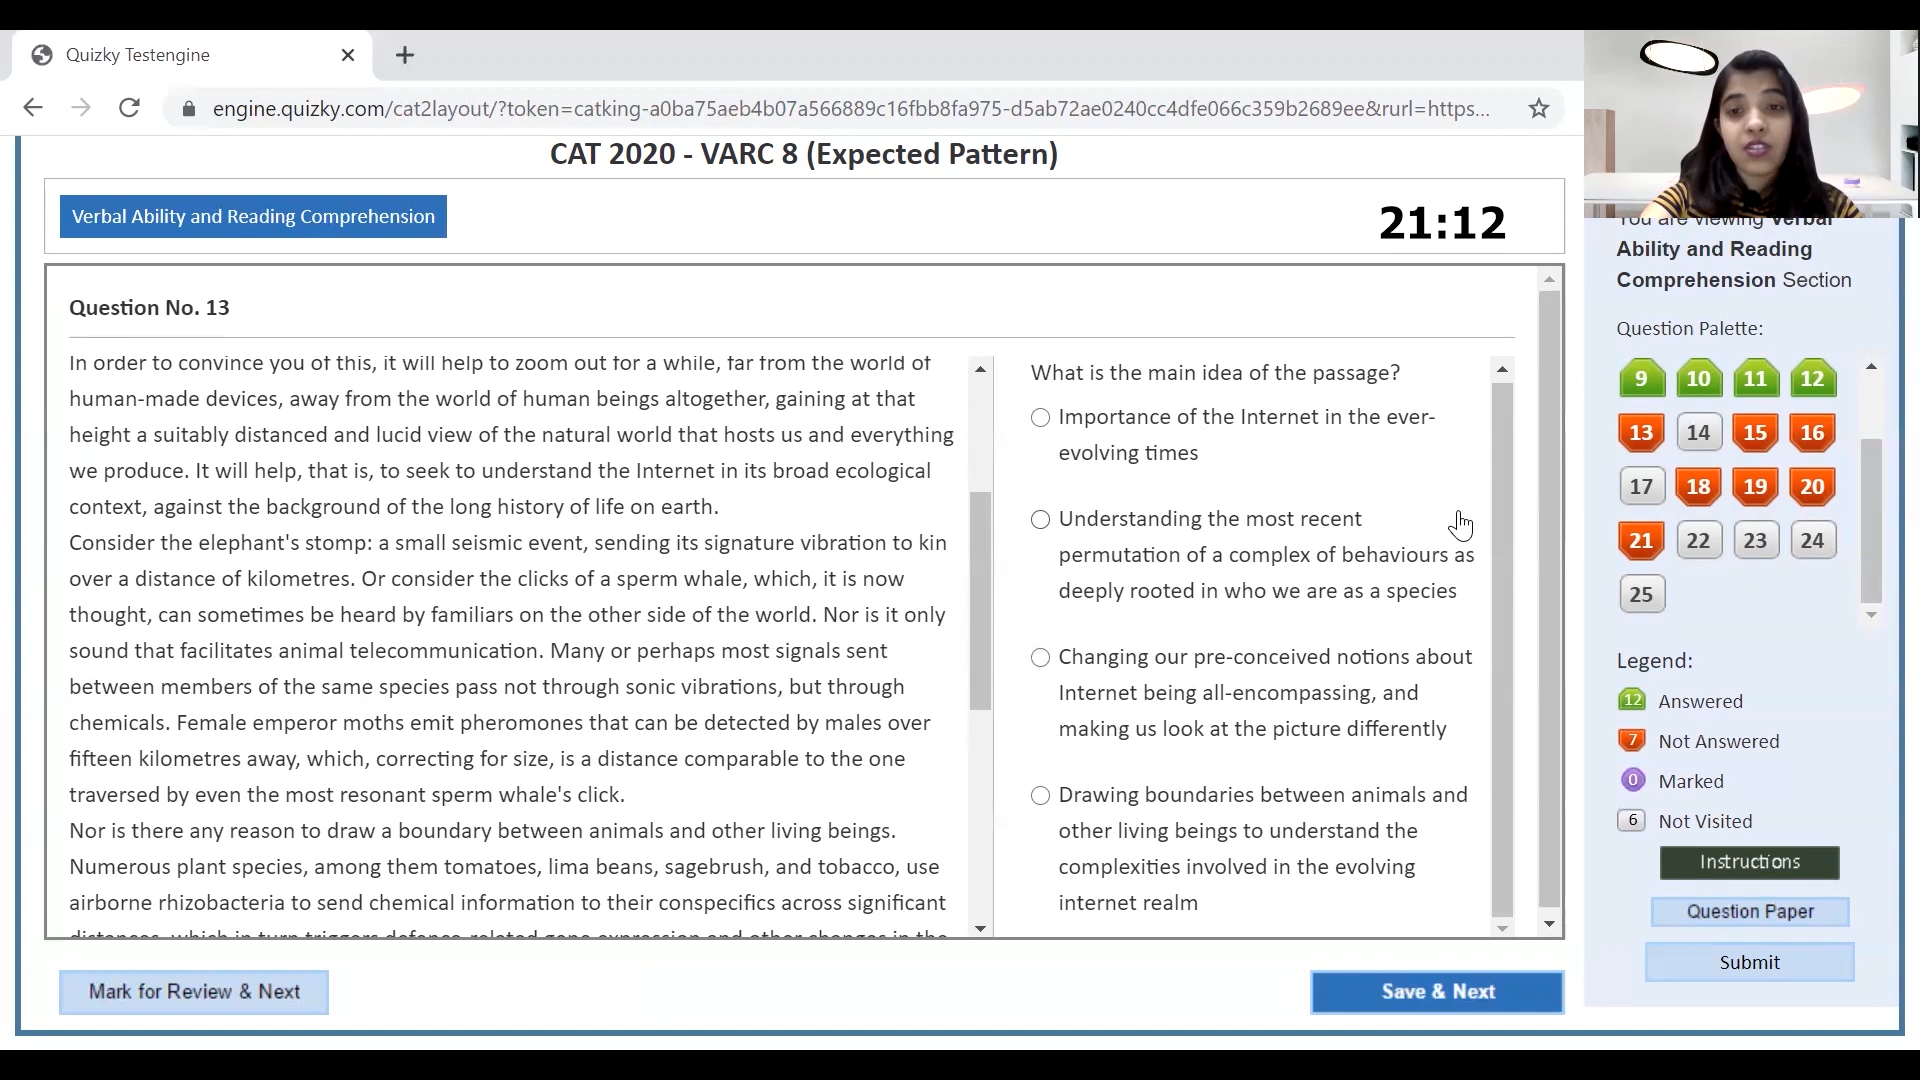 Quizky Testengine
engine.quizky.com/cat2layout/?token=catking-a0ba75aeb4b07a566889c16fbb8fa975-d5ab72ae0240cc4dfe066c359b2689ee&rurl=https...
CAT 2020 - VARC 8 (Expected Pattern)
Verbal Ability and Reading Comprehension
21:12
Question No. 13
In order to convince you of this, it will help to zoom out for a while, far from the world of
human-made devices, away from the world of human beings altogether, gaining at that
height a suitably distanced and lucid view of the natural world that hosts us and everything
we produce. It will help, that is, to seek to understand the Internet in its broad ecological
context, against the background of the long history of life on earth.
Consider the elephant's stomp: a small seismic event, sending its signature vibration to kin
over a distance of kilometres. Or consider the clicks of a sperm whale, which, it is now
thought, can sometimes be heard by familiars on the other side of the world. Nor is it only
sound that facilitates animal telecommunication. Many or perhaps most signals sent
between members of the same species pass not through sonic vibrations, but through
chemicals. Female emperor moths emit pheromones that can be detected by males over
fifteen kilometres away, which, correcting for size, is a distance comparable to the one
traversed by even the most resonant sperm whale's click.
Nor is there any reason to draw a boundary between animals and other living beings.
Numerous plant species, among them tomatoes, lima beans, sagebrush, and tobacco, use
airborne rhizobacteria to send chemical information to their conspecifics across significant
distances, which in turn triggers defence-related gene expression and other changes in the
What is the main idea of the passage?
Importance of the Internet in the ever-
evolving times
Understanding the most recent
permutation of a complex of behaviours as
deeply rooted in who we are as a species
Changing our pre-conceived notions about
Internet being all-encompassing, and
making us look at the picture differently
Drawing boundaries between animals and
other living beings to understand the
complexities involved in the evolving
internet realm
Mark for Review & Next
Save & Next
You are viewing Verbal
Ability and Reading
Comprehension Section
Question Palette:
9 10 11 12
13 14 15 16
17 18 19 20
21 22 23 24
25
Legend:
12 Answered
7 Not Answered
0 Marked
6 Not Visited
Instructions
Question Paper
Submit